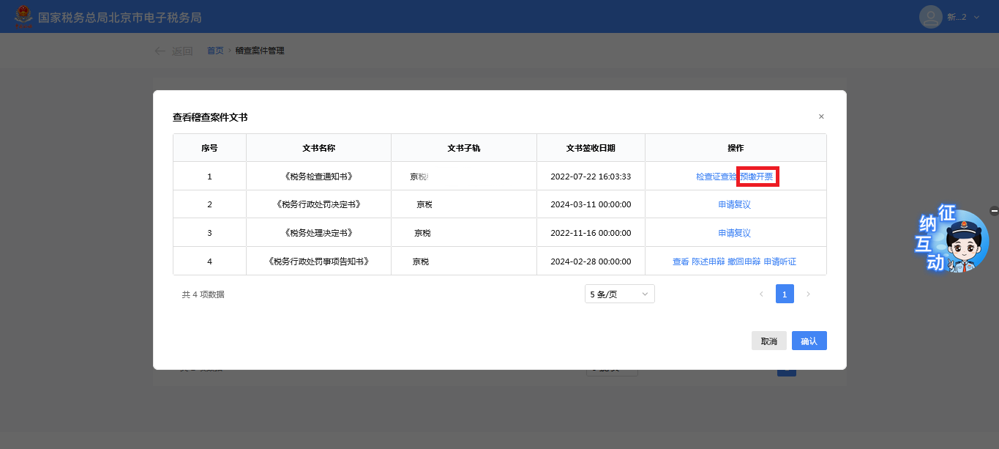 国家税务总局北京市电子税务局
新...2
返回 首页 › 稽查案件管理
查看稽查案件文书
×
序号 文书名称 文书子轨 文书签收日期 操作
1 《税务检查通知书》 京税 2022-07-22 16:03:33 检查证查验 预缴开票
2 《税务行政处罚决定书》 京税 2024-03-11 00:00:00 申请复议
3 《税务处理决定书》 京税 2022-11-16 00:00:00 申请复议
4 《税务行政处罚事项告知书》 京税 2024-02-28 00:00:00 查看 陈述申辩 撤回申辩 申请听证
共 4 项数据 5 条/页 1
取消 确认
征纳互动